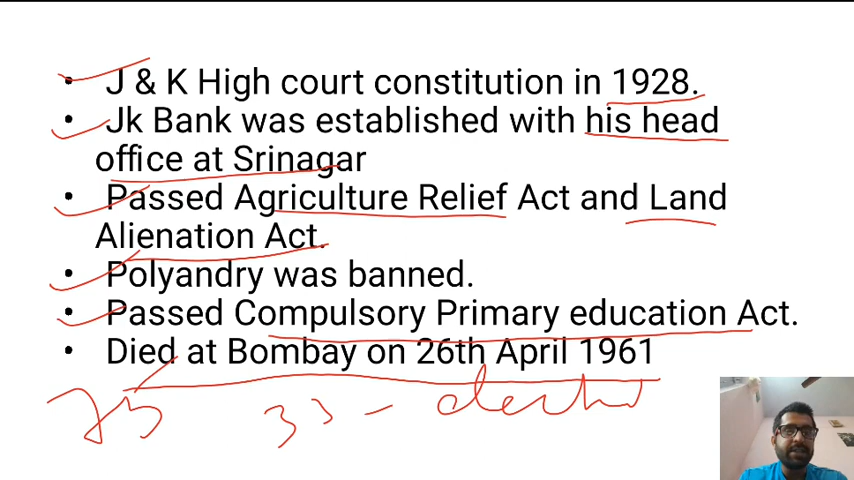 • J & K High court constitution in 1928.
• Jk Bank was established with his head
office at Srinagar
• Passed Agriculture Relief Act and Land
Alienation Act.
• Polyandry was banned.
• Passed Compulsory Primary education Act.
• Died at Bombay on 26th April 1961
75 33 -